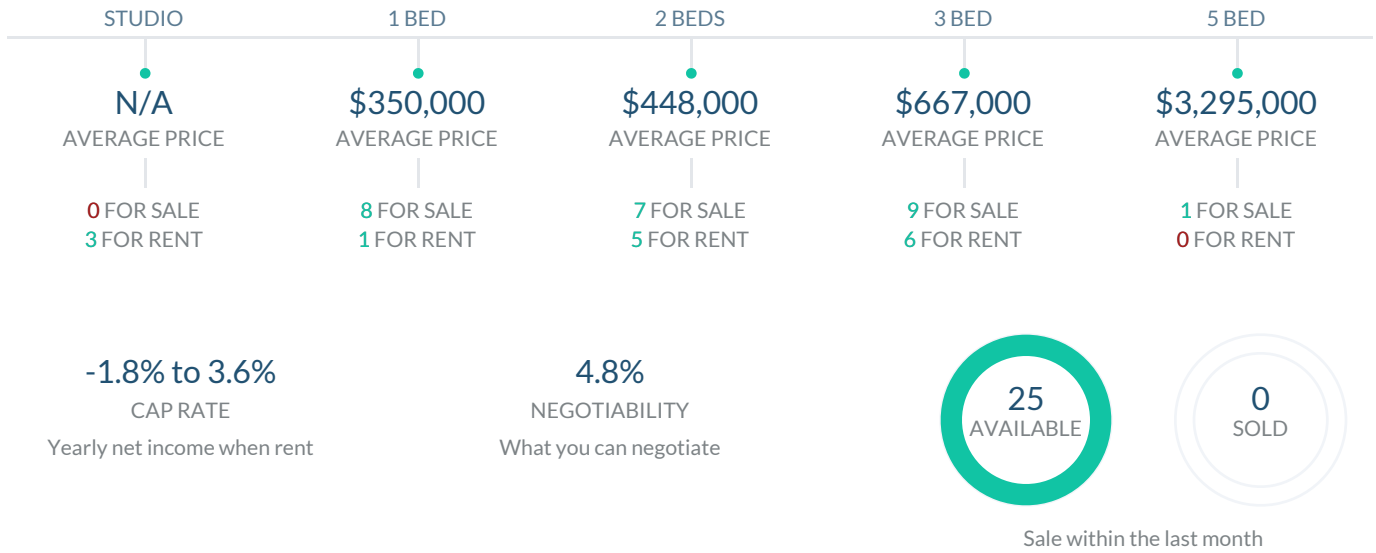 STUDIO
1 BED
2 BEDS
3 BED
5 BED
N/A
$350,000
$448,000
$667,000
$3,295,000
AVERAGE PRICE
AVERAGE PRICE
AVERAGE PRICE
AVERAGE PRICE
AVERAGE PRICE
0 FOR SALE
8 FOR SALE
7 FOR SALE
9 FOR SALE
1 FOR SALE
3 FOR RENT
1 FOR RENT
5 FOR RENT
6 FOR RENT
0 FOR RENT
-1.8% to 3.6%
CAP RATE
Yearly net income when rent
4.8%
NEGOTIABILITY
What you can negotiate
25
AVAILABLE
0
SOLD
Sale within the last month